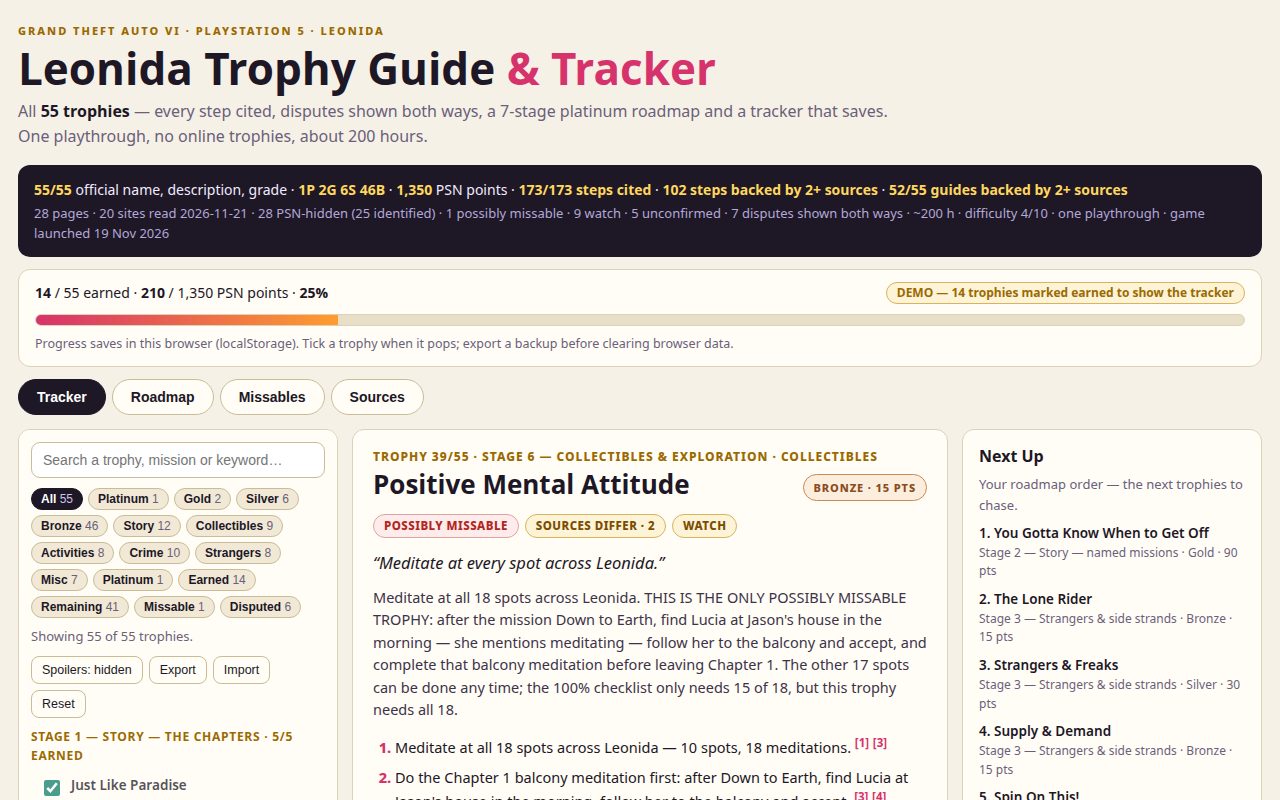 GRAND THEFT AUTO VI · PLAYSTATION 5 · LEONIDA
Leonida Trophy Guide & Tracker
All 55 trophies — every step cited, disputes shown both ways, a 7-stage platinum roadmap and a tracker that saves.
One playthrough, no online trophies, about 200 hours.
55/55 official name, description, grade · 1P 2G 6S 46B · 1,350 PSN points · 173/173 steps cited · 102 steps backed by 2+ sources · 52/55 guides backed by 2+ sources
28 pages · 20 sites read 2026-11-21 · 28 PSN-hidden (25 identified) · 1 possibly missable · 9 watch · 5 unconfirmed · 7 disputes shown both ways · ~200 h · difficulty 4/10 · one playthrough · game
launched 19 Nov 2026
14 / 55 earned · 210 / 1,350 PSN points · 25%
DEMO — 14 trophies marked earned to show the tracker
Progress saves in this browser (localStorage). Tick a trophy when it pops; export a backup before clearing browser data.
Tracker
Roadmap
Missables
Sources
Search a trophy, mission or keyword…
All 55
Platinum 1
Gold 2
Silver 6
Bronze 46
Story 12
Collectibles 9
Activities 8
Crime 10
Strangers 8
Misc 7
Platinum 1
Earned 14
Remaining 41
Missable 1
Disputed 6
Showing 55 of 55 trophies.
Spoilers: hidden
Export
Import
Reset
STAGE 1 — STORY — THE CHAPTERS · 5/5
EARNED
Just Like Paradise
TROPHY 39/55 · STAGE 6 — COLLECTIBLES & EXPLORATION · COLLECTIBLES
Positive Mental Attitude
BRONZE · 15 PTS
POSSIBLY MISSABLE
SOURCES DIFFER · 2
WATCH
“Meditate at every spot across Leonida.”
Meditate at all 18 spots across Leonida. THIS IS THE ONLY POSSIBLY MISSABLE
TROPHY: after the mission Down to Earth, find Lucia at Jason's house in the
morning — she mentions meditating — follow her to the balcony and accept, and
complete that balcony meditation before leaving Chapter 1. The other 17 spots
can be done any time; the 100% checklist only needs 15 of 18, but this trophy
needs all 18.
1. Meditate at all 18 spots across Leonida — 10 spots, 18 meditations. [1] [3]
2. Do the Chapter 1 balcony meditation first: after Down to Earth, find Lucia at
Jason's house in the morning, follow her to the balcony and accept. [3] [4]
Next Up
Your roadmap order — the next trophies to
chase.
1. You Gotta Know When to Get Off
Stage 2 — Story — named missions · Gold · 90
pts
2. The Lone Rider
Stage 3 — Strangers & side strands · Bronze ·
15 pts
3. Strangers & Freaks
Stage 3 — Strangers & side strands · Silver · 30
pts
4. Supply & Demand
Stage 3 — Strangers & side strands · Bronze ·
15 pts
5. Spin On This!